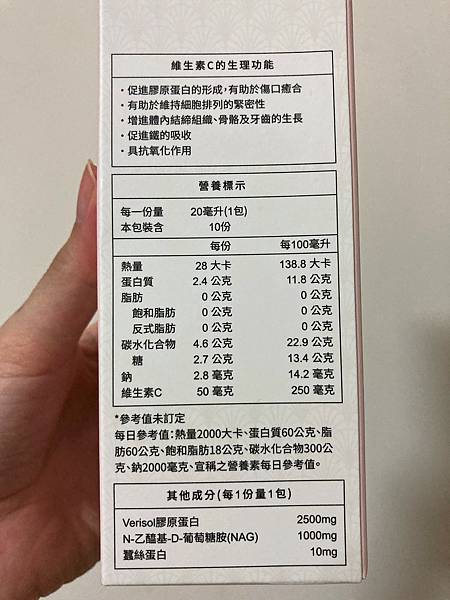 維生素C的生理功能
・促進膠原蛋白的形成,有助於傷口癒合
・有助於維持細胞排列的緊密性
・增進體內結締組織、骨骼及牙齒的生長
・促進鐵的吸收
・具抗氧化作用
營養標示
每一份量 20毫升(1包)
本包裝含 10份
每份 每100毫升
熱量 28 大卡 138.8 大卡
蛋白質 2.4 公克 11.8 公克
脂肪 0 公克 0 公克
飽和脂肪 0 公克 0 公克
反式脂肪 0 公克 0 公克
碳水化合物 4.6 公克 22.9 公克
糖 2.7 公克 13.4 公克
鈉 2.8 毫克 14.2 毫克
維生素C 50 毫克 250 毫克
*參考值未訂定
每日參考值:熱量2000大卡、蛋白質60公克、脂
肪60公克、飽和脂肪18公克、碳水化合物300公
克、鈉2000毫克、宣稱之營養素每日參考值。
其他成分(每1份量1包)
Verisol膠原蛋白 2500mg
N-乙醯基-D-葡萄糖胺(NAG) 1000mg
蠶絲蛋白 10mg